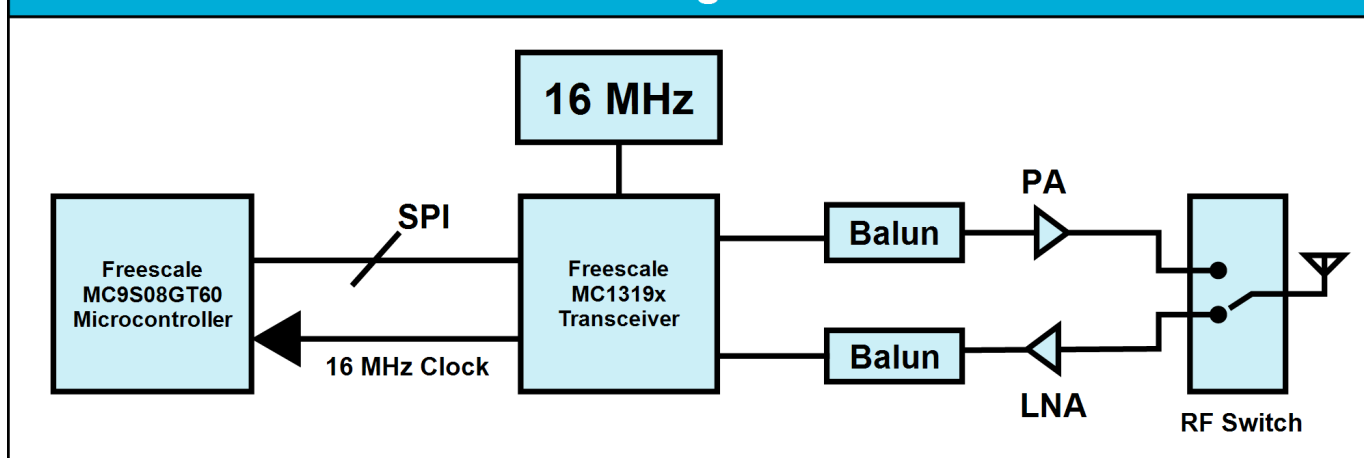 16 MHz
PA
SPI
Balun
Freescale
MC9S08GT60
Microcontroller
Freescale
MC1319x
Transceiver
16 MHz Clock
Balun
LNA
RF Switch